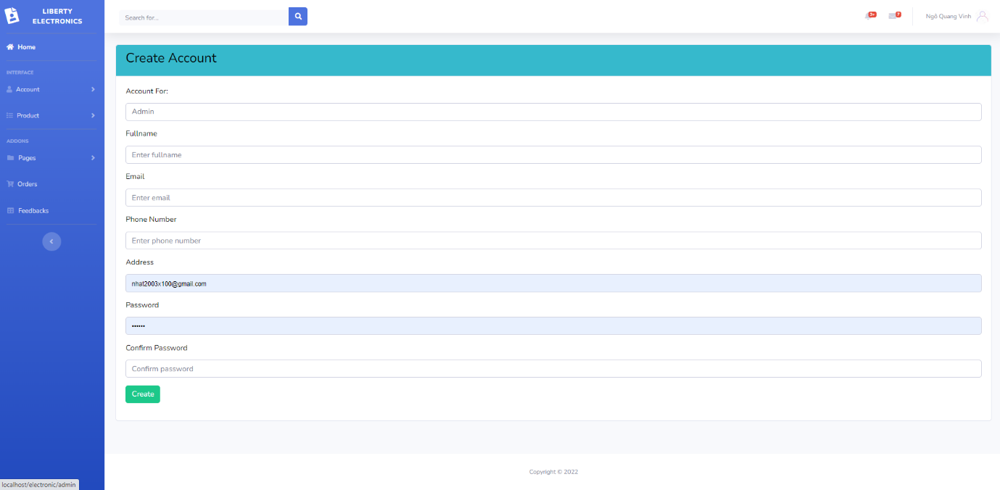 LIBERTY
ELECTRONICS
Home
INTERFACE
Account
Product
ADDONS
Pages
Orders
Feedbacks
Search for...
3+
7
Ngô Quang Vinh
Create Account
Account For:
Admin
Fullname
Enter fullname
Email
Enter email
Phone Number
Enter phone number
Address
nhat2003x100@gmail.com
Password
••••••
Confirm Password
Confirm password
Create
Copyright © 2022
localhost/electronic/admin